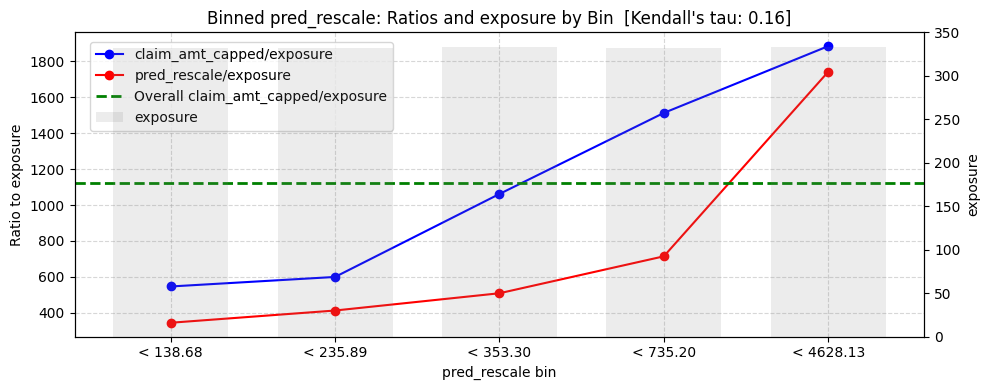 Binned pred_rescale: Ratios and exposure by Bin  [Kendall's tau: 0.16]
claim_amt_capped/exposure
pred_rescale/exposure
Overall claim_amt_capped/exposure
exposure
Ratio to exposure
1800
1600
1400
1200
1000
800
600
400
350
300
250
200
150
100
50
0
exposure
< 138.68
< 235.89
< 353.30
< 735.20
< 4628.13
pred_rescale bin